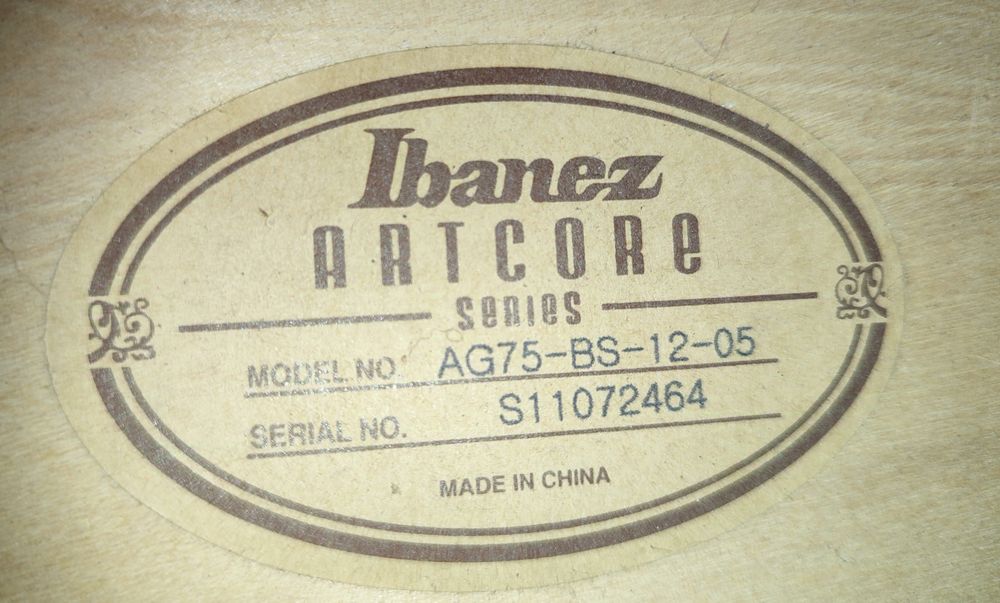 Ibanez
ARTCORE
SERIES
MODEL NO. AG75-BS-12-05
SERIAL NO. S11072464
MADE IN CHINA